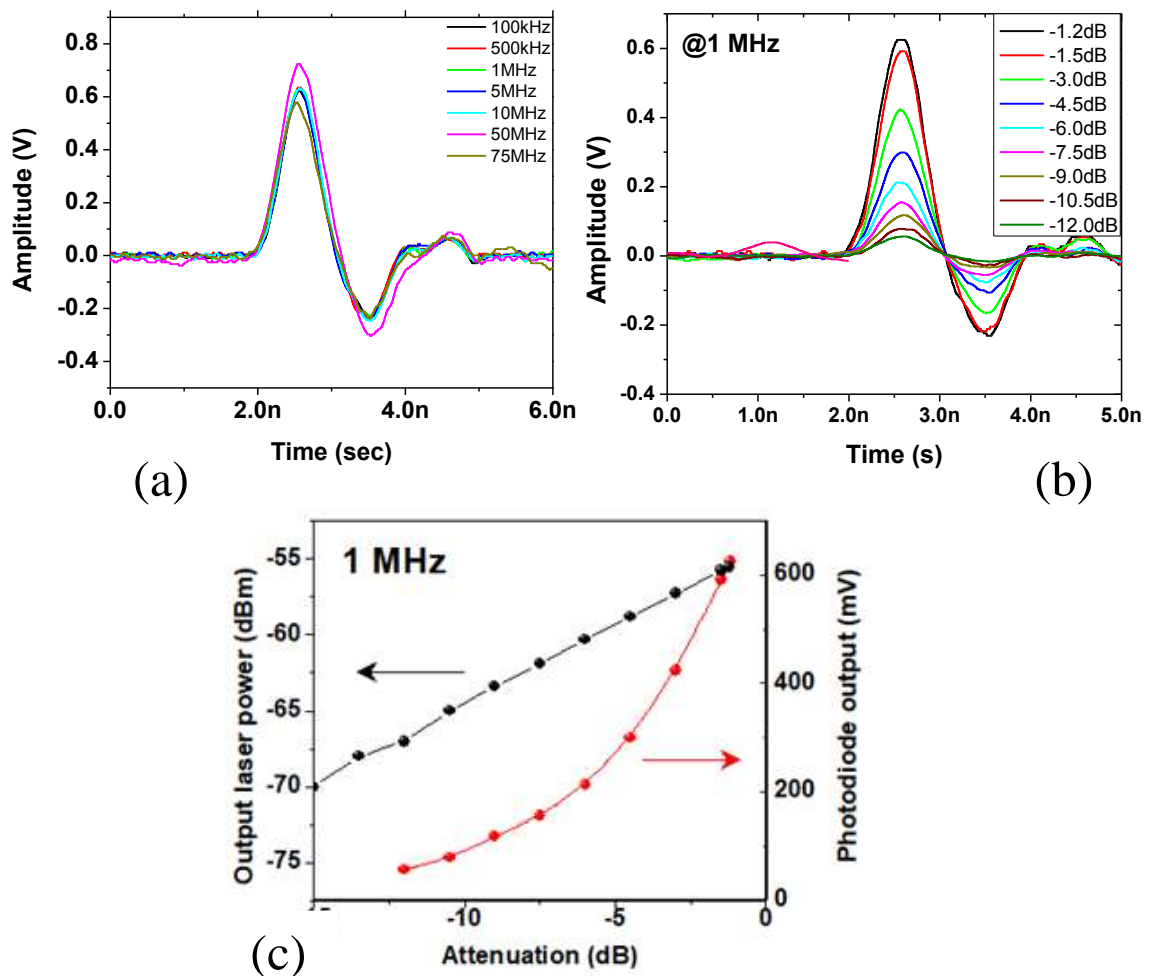 0.8
0.6
0.4
0.2
0.0
-0.2
-0.4
Amplitude (V)
100kHz
500kHz
1MHz
5MHz
10MHz
50MHz
75MHz
0.0
2.0n
4.0n
6.0n
Time (sec)
(a)
@1 MHz
0.6
0.4
0.2
0.0
-0.2
-0.4
Amplitude (V)
-1.2dB
-1.5dB
-3.0dB
-4.5dB
-6.0dB
-7.5dB
-9.0dB
-10.5dB
-12.0dB
0.0
1.0n
2.0n
3.0n
4.0n
5.0n
Time (s)
(b)
1 MHz
-55
-60
-65
-70
-75
Output laser power (dBm)
600
400
200
0
Photodiode output (mV)
-10
-5
0
Attenuation (dB)
(c)